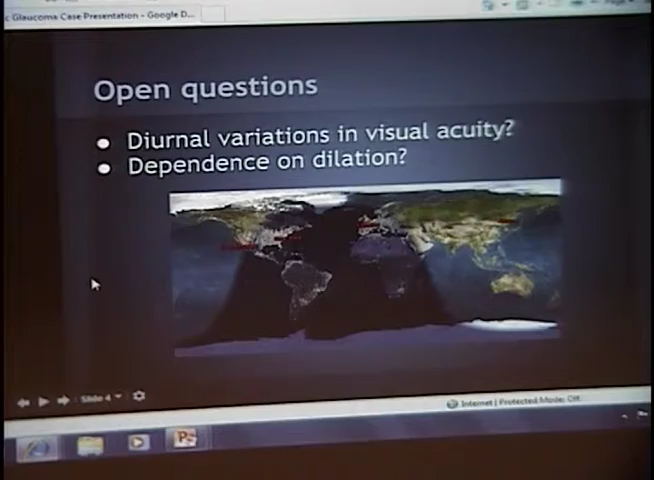 c Glaucoma Case Presentation - Google D...
Open questions
Diurnal variations in visual acuity?
Dependence on dilation?
Slide 4
Internet | Protected Mode: Off